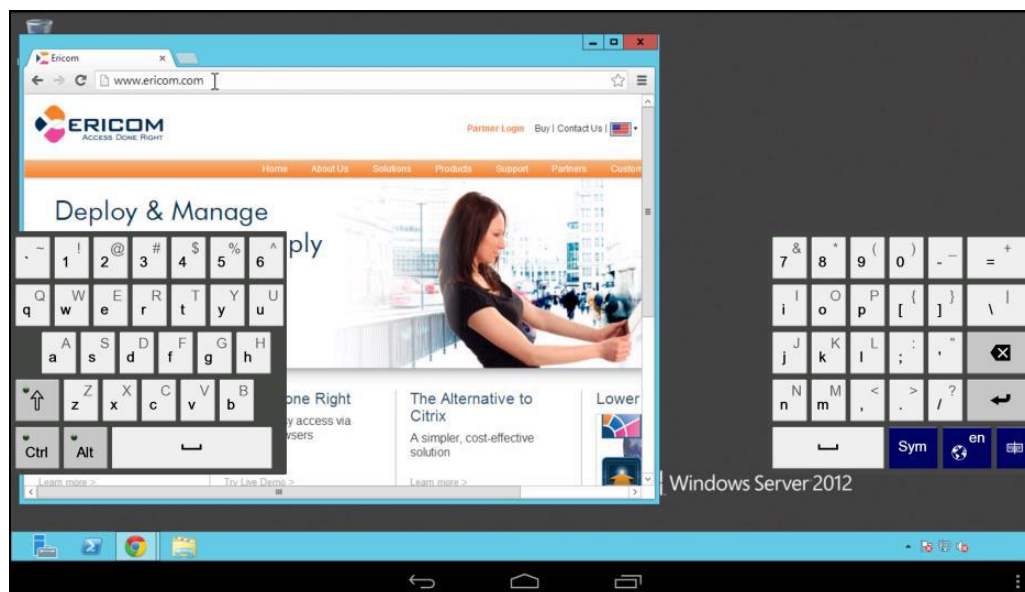 Ericom
www.ericom.com
ERICOM
ACCESS DONE RIGHT
Partner Login Buy | Contact Us |
Home About Us Solutions Products Support Partners Custom
Deploy & Manage
ply
` ~ 1 ! 2 @ 3 # 4 $ 5 % 6 ^
7 & 8 * 9 ( 0 ) - _ = +
q Q w W e E r R t T y Y u U
i I o O p P [ { ] } \ |
a A s S d D f F g G h H
j J k K l L ; : ' "
z Z x X c C v V b B
n N m M , < . > / ?
Ctrl Alt
Sym en
one Right
y access via
wsers
The Alternative to
Citrix
A simpler, cost-effective
solution
Lower
Learn more > Try Live Demo > Learn more >
Windows Server 2012